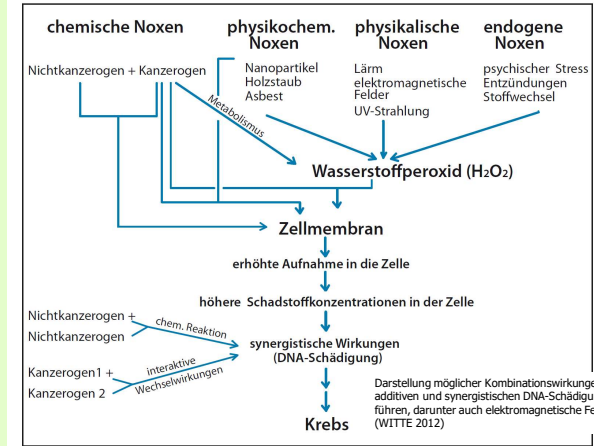 chemische Noxen
physikochem.
Noxen
physikalische
Noxen
endogene
Noxen
Nichtkanzerogen + Kanzerogen
Nanopartikel
Holzstaub
Asbest
Lärm
elektromagnetische
Felder
UV-Strahlung
psychischer Stress
Entzündungen
Stoffwechsel
Metabolismus
Wasserstoffperoxid (H2O2)
Zellmembran
erhöhte Aufnahme in die Zelle
höhere Schadstoffkonzentrationen in der Zelle
Nichtkanzerogen +
Nichtkanzerogen
chem. Reaktion
synergistische Wirkungen
(DNA-Schädigung)
Kanzerogen1 +
Kanzerogen 2
interaktive
Wechselwirkungen
Krebs
Darstellung möglicher Kombinationswirkunge
additiven und synergistischen DNA-Schädigu
führen, darunter auch elektromagnetische Fe
(WITTE 2012)